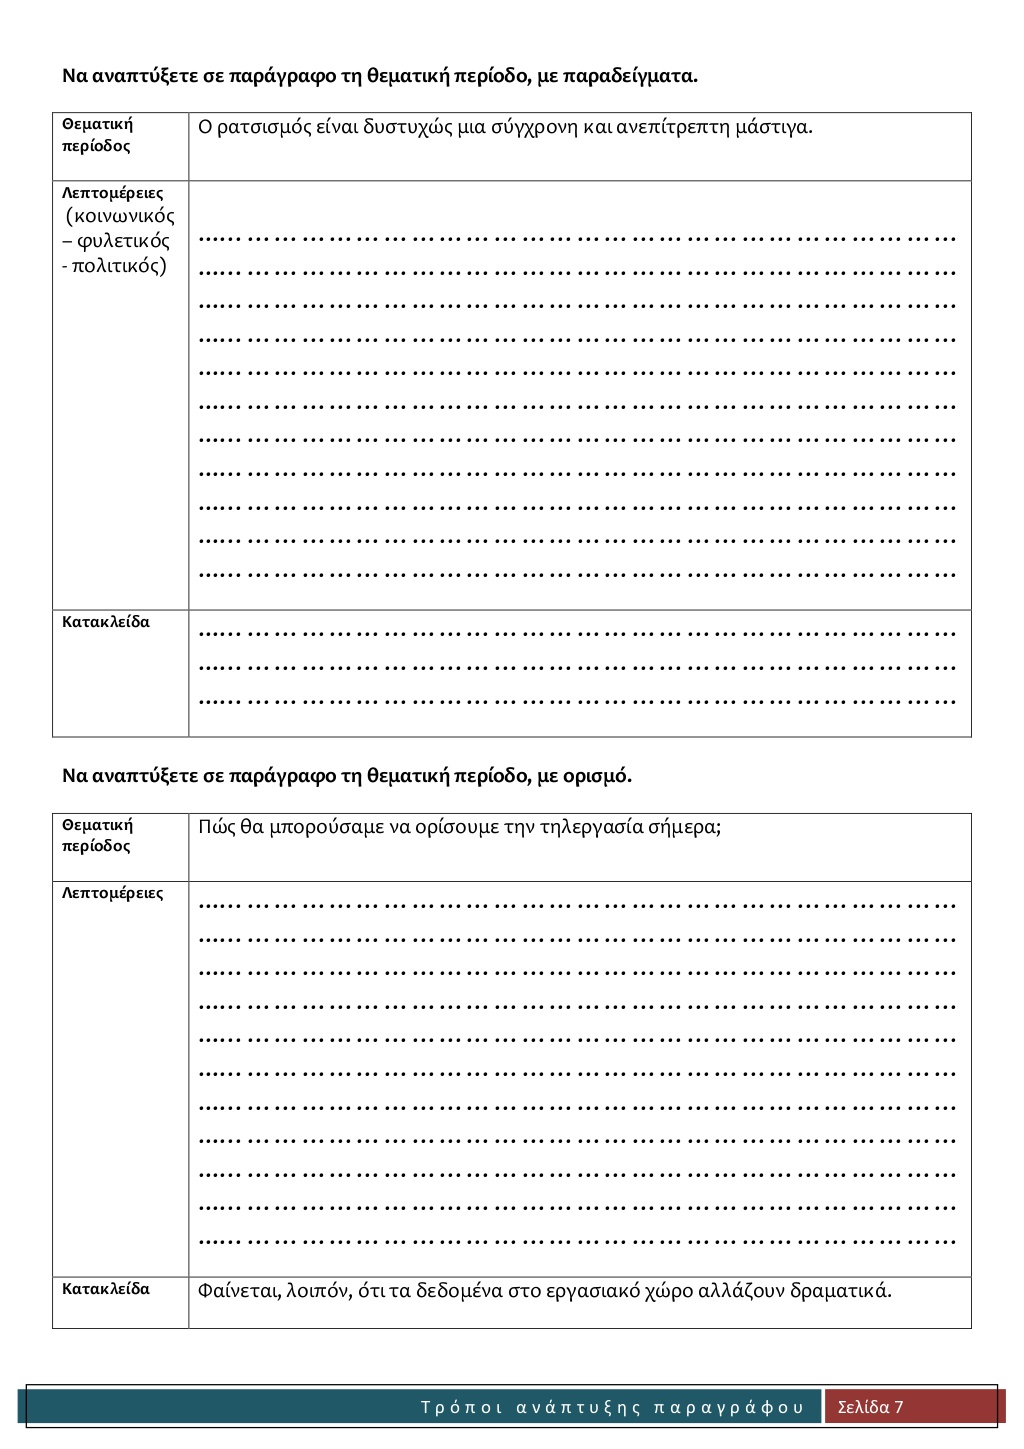 Να αναπτύξετε σε παράγραφο τη θεματική περίοδο, με παραδείγματα.
Θεματική
περίοδος
Ο ρατσισμός είναι δυστυχώς μια σύγχρονη και ανεπίτρεπτη μάστιγα.
Λεπτομέρειες
(κοινωνικός
– φυλετικός
- πολιτικός)
Κατακλείδα
Να αναπτύξετε σε παράγραφο τη θεματική περίοδο, με ορισμό.
Θεματική
περίοδος
Πώς θα μπορούσαμε να ορίσουμε την τηλεργασία σήμερα;
Λεπτομέρειες
Κατακλείδα
Φαίνεται, λοιπόν, ότι τα δεδομένα στο εργασιακό χώρο αλλάζουν δραματικά.
Τρόποι ανάπτυξης παραγράφου
Σελίδα 7